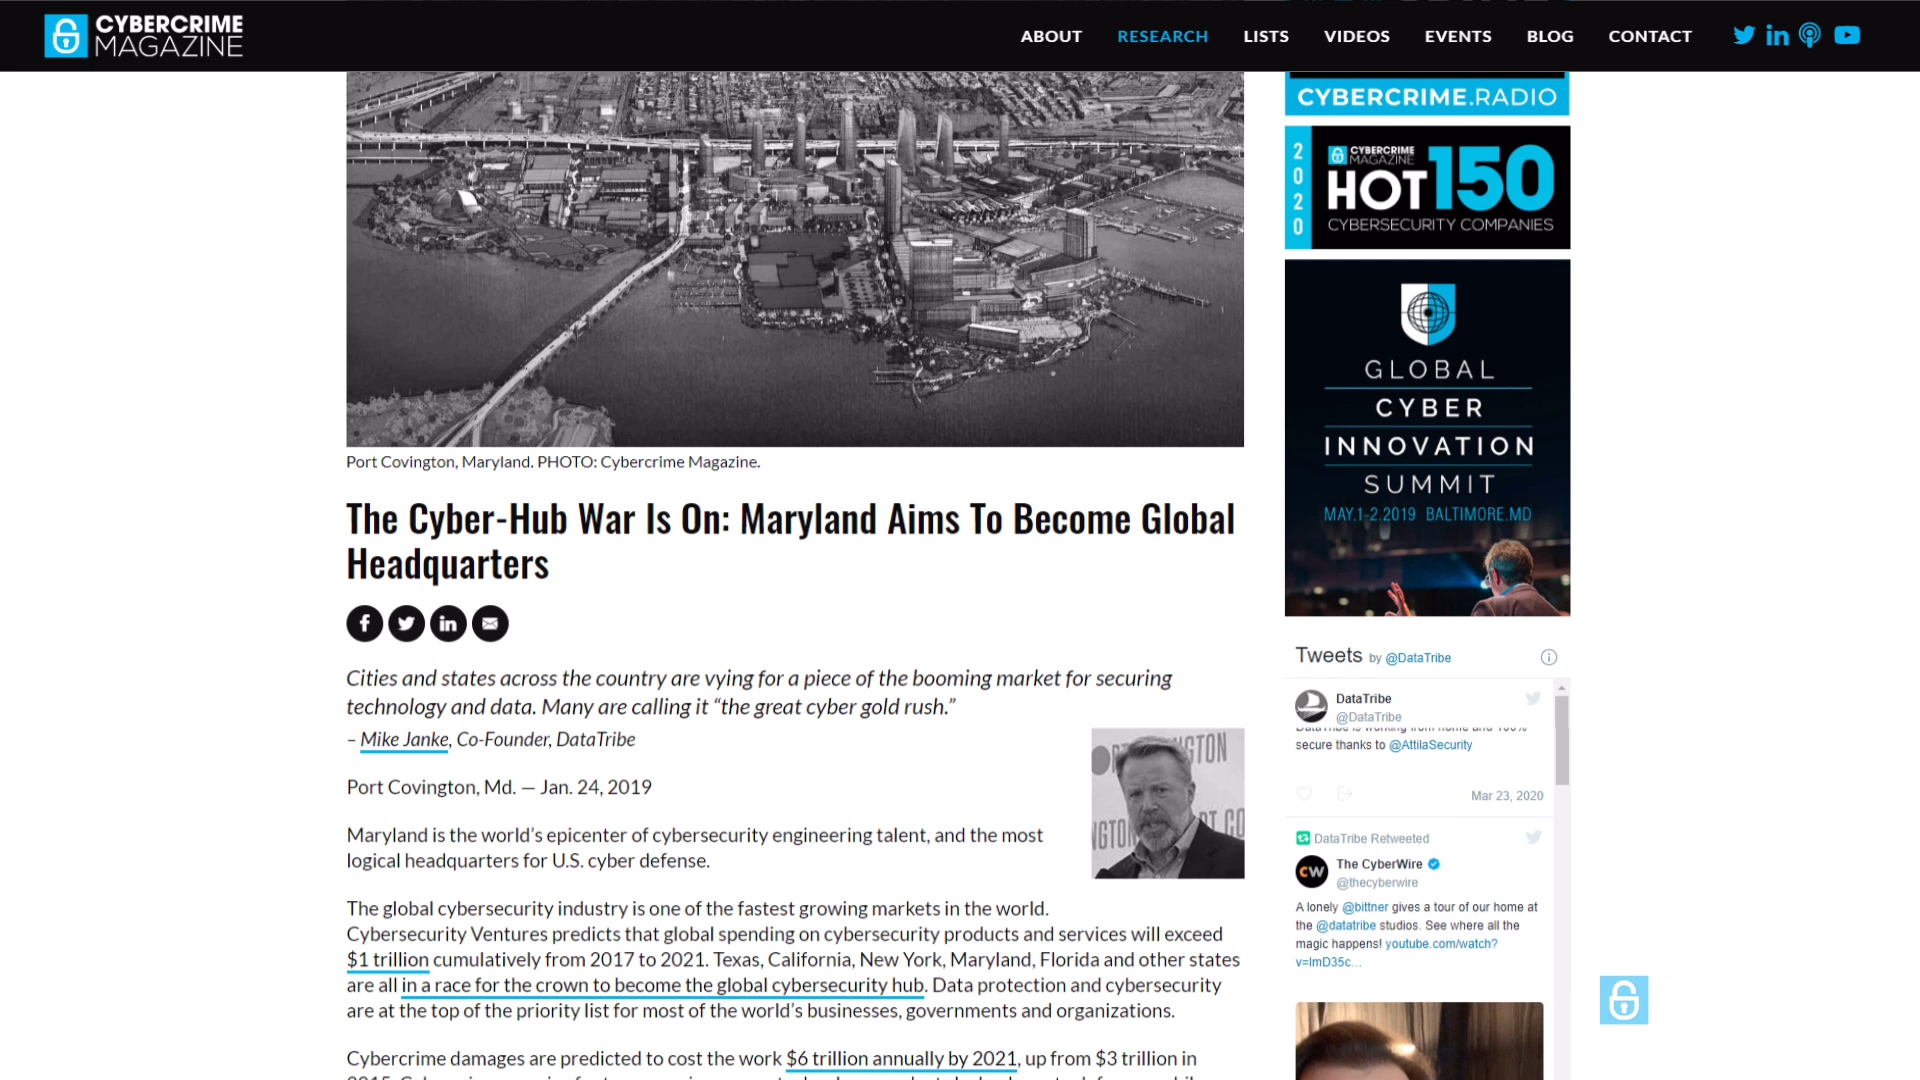 CYBERCRIME
MAGAZINE
ABOUT
RESEARCH
LISTS
VIDEOS
EVENTS
BLOG
CONTACT
Port Covington, Maryland. PHOTO: Cybercrime Magazine.
The Cyber-Hub War Is On: Maryland Aims To Become Global
Headquarters
Cities and states across the country are vying for a piece of the booming market for securing
technology and data. Many are calling it “the great cyber gold rush.”
– Mike Janke, Co-Founder, DataTribe
Port Covington, Md. — Jan. 24, 2019
Maryland is the world’s epicenter of cybersecurity engineering talent, and the most
logical headquarters for U.S. cyber defense.
The global cybersecurity industry is one of the fastest growing markets in the world.
Cybersecurity Ventures predicts that global spending on cybersecurity products and services will exceed
$1 trillion cumulatively from 2017 to 2021. Texas, California, New York, Maryland, Florida and other states
are all in a race for the crown to become the global cybersecurity hub. Data protection and cybersecurity
are at the top of the priority list for most of the world’s businesses, governments and organizations.
Cybercrime damages are predicted to cost the work $6 trillion annually by 2021, up from $3 trillion in
CYBERCRIME.RADIO
2020
CYBERCRIME
MAGAZINE
HOT150
CYBERSECURITY COMPANIES
GLOBAL
CYBER
INNOVATION
SUMMIT
MAY.1-2.2019 BALTIMORE.MD
Tweets by @DataTribe
DataTribe
@DataTribe
DataTribe is working from home and 100%
secure thanks to @AttilaSecurity
Mar 23, 2020
DataTribe Retweeted
CW
The CyberWire
@thecyberwire
A lonely @bittner gives a tour of our home at
the @datatribe studios. See where all the
magic happens! youtube.com/watch?
v=lmD35c…